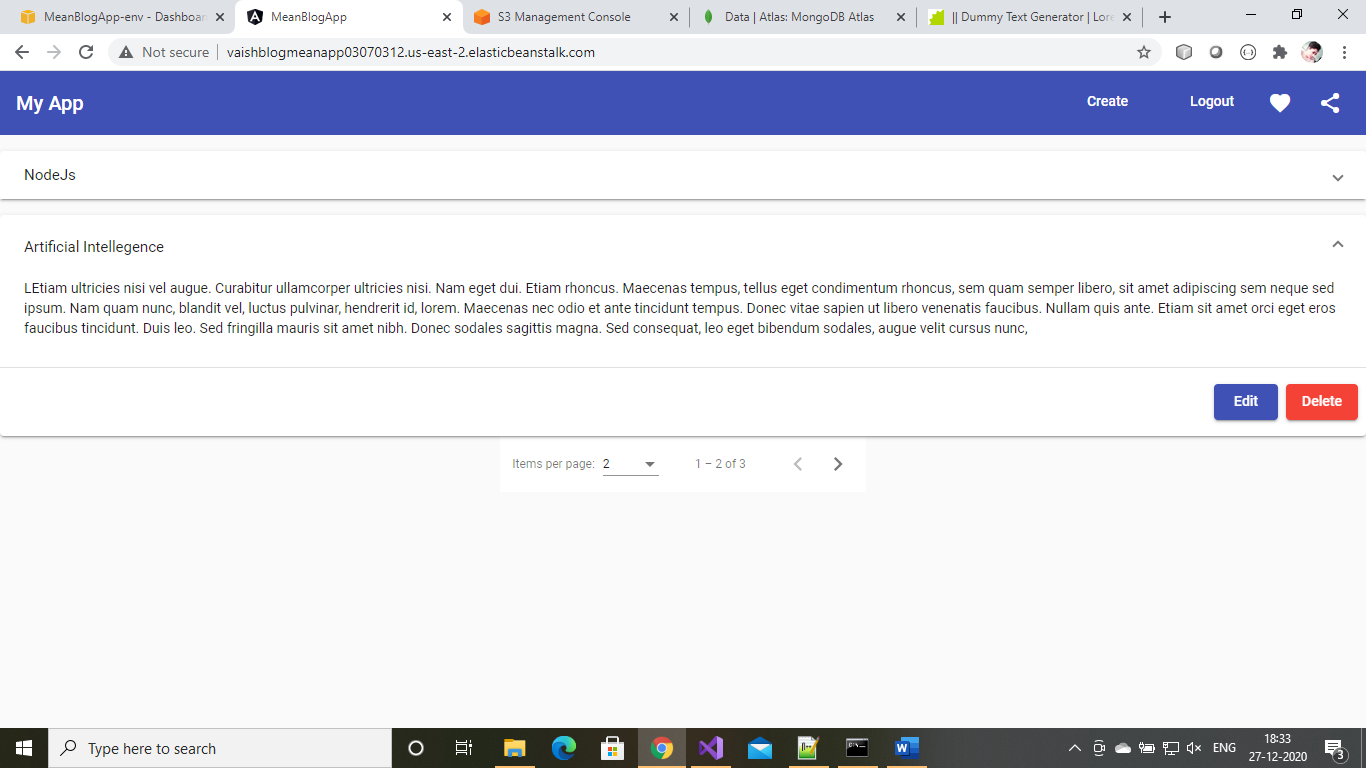 MeanBlogApp-env - Dashboar
MeanBlogApp
S3 Management Console
Data | Atlas: MongoDB Atlas
|| Dummy Text Generator | Lore
Not secure | vaishblogmeanapp03070312.us-east-2.elasticbeanstalk.com
My App
Create
Logout
NodeJs
Artificial Intellegence
LEtiam ultricies nisi vel augue. Curabitur ullamcorper ultricies nisi. Nam eget dui. Etiam rhoncus. Maecenas tempus, tellus eget condimentum rhoncus, sem quam semper libero, sit amet adipiscing sem neque sed
ipsum. Nam quam nunc, blandit vel, luctus pulvinar, hendrerit id, lorem. Maecenas nec odio et ante tincidunt tempus. Donec vitae sapien ut libero venenatis faucibus. Nullam quis ante. Etiam sit amet orci eget eros
faucibus tincidunt. Duis leo. Sed fringilla mauris sit amet nibh. Donec sodales sagittis magna. Sed consequat, leo eget bibendum sodales, augue velit cursus nunc,
Edit
Delete
Items per page: 2
1 – 2 of 3
Type here to search
ENG
18:33
27-12-2020
3